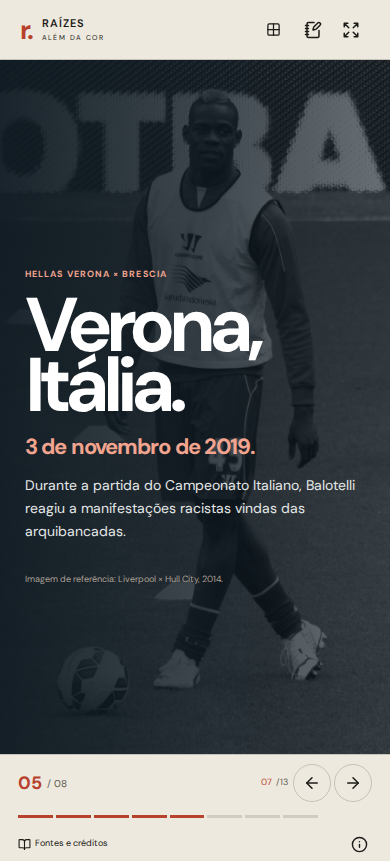 r. RAÍZES
ALÉM DA COR
OTBA
HELLAS VERONA × BRESCIA
Verona,
Itália.
3 de novembro de 2019.
Durante a partida do Campeonato Italiano, Balotelli
reagiu a manifestações racistas vindas das
arquibancadas.
Imagem de referência: Liverpool × Hull City, 2014.
05 / 08
07 /13
Fontes e créditos